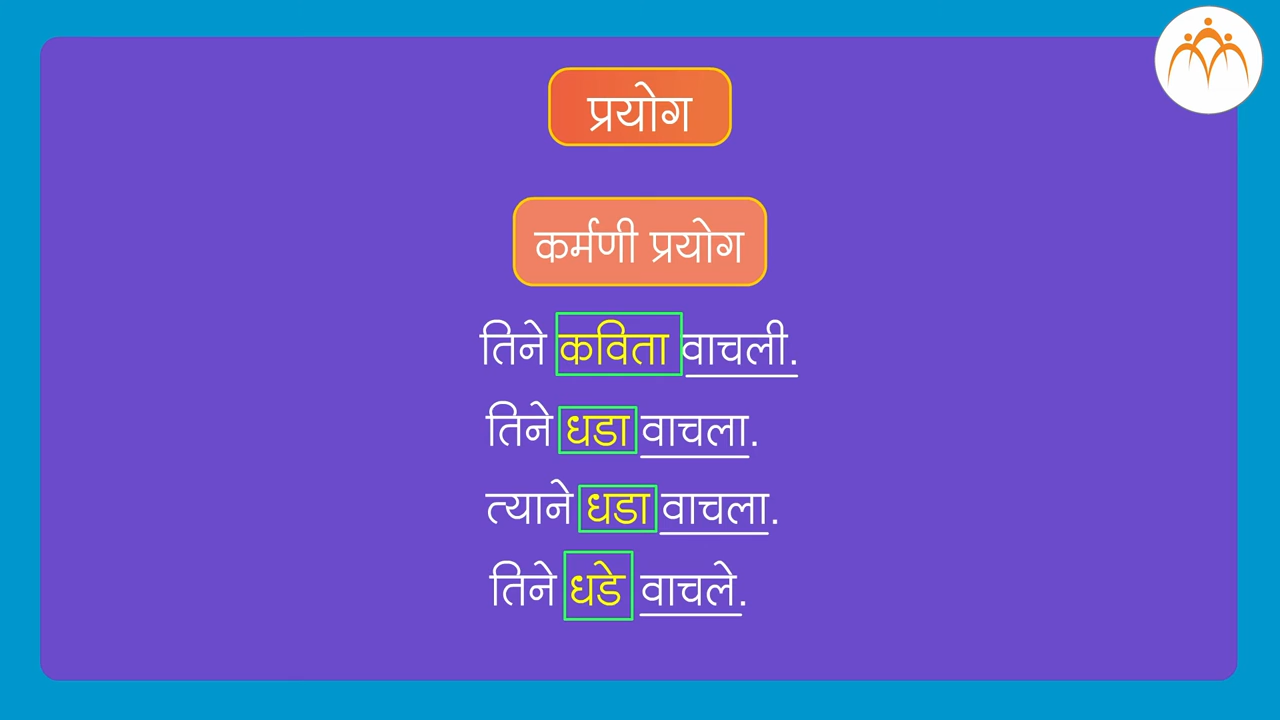 प्रयोग
कर्मणी प्रयोग
तिने कविता वाचली.
तिने धडा वाचला.
त्याने धडा वाचला.
तिने धडे वाचले.